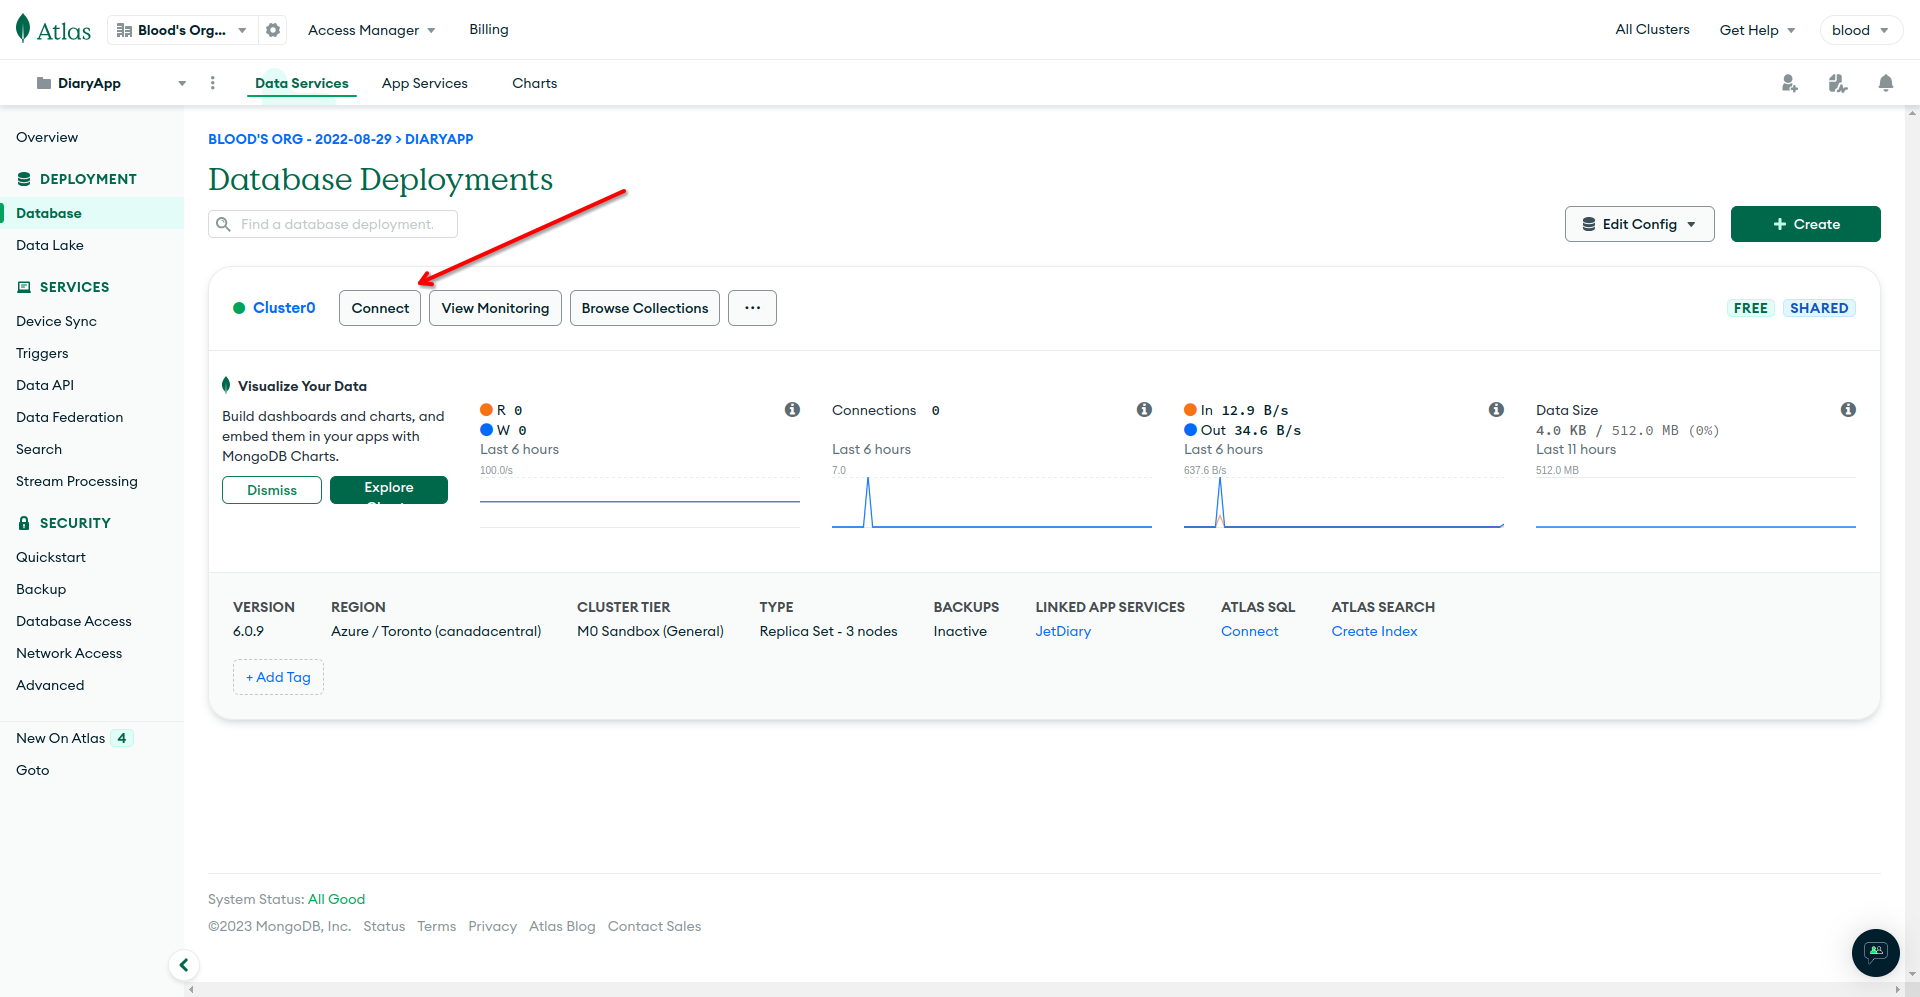 Atlas
Blood's Org...
Access Manager
Billing
All Clusters
Get Help
blood
DiaryApp
Data Services
App Services
Charts
Overview
DEPLOYMENT
Database
Data Lake
SERVICES
Device Sync
Triggers
Data API
Data Federation
Search
Stream Processing
SECURITY
Quickstart
Backup
Database Access
Network Access
Advanced
New On Atlas 4
Goto
BLOOD'S ORG - 2022-08-29 > DIARYAPP
Database Deployments
Find a database deployment.
Edit Config
+ Create
Cluster0
Connect
View Monitoring
Browse Collections
...
FREE
SHARED
Visualize Your Data
Build dashboards and charts, and
embed them in your apps with
MongoDB Charts.
Dismiss
Explore
R 0
W 0
Last 6 hours
100.0/s
Connections 0
Last 6 hours
7.0
In 12.9 B/s
Out 34.6 B/s
Last 6 hours
637.6 B/s
Data Size
4.0 KB / 512.0 MB (0%)
Last 11 hours
512.0 MB
VERSION
6.0.9
REGION
Azure / Toronto (canadacentral)
CLUSTER TIER
M0 Sandbox (General)
TYPE
Replica Set - 3 nodes
BACKUPS
Inactive
LINKED APP SERVICES
JetDiary
ATLAS SQL
Connect
ATLAS SEARCH
Create Index
+ Add Tag
System Status: All Good
©2023 MongoDB, Inc. Status Terms Privacy Atlas Blog Contact Sales